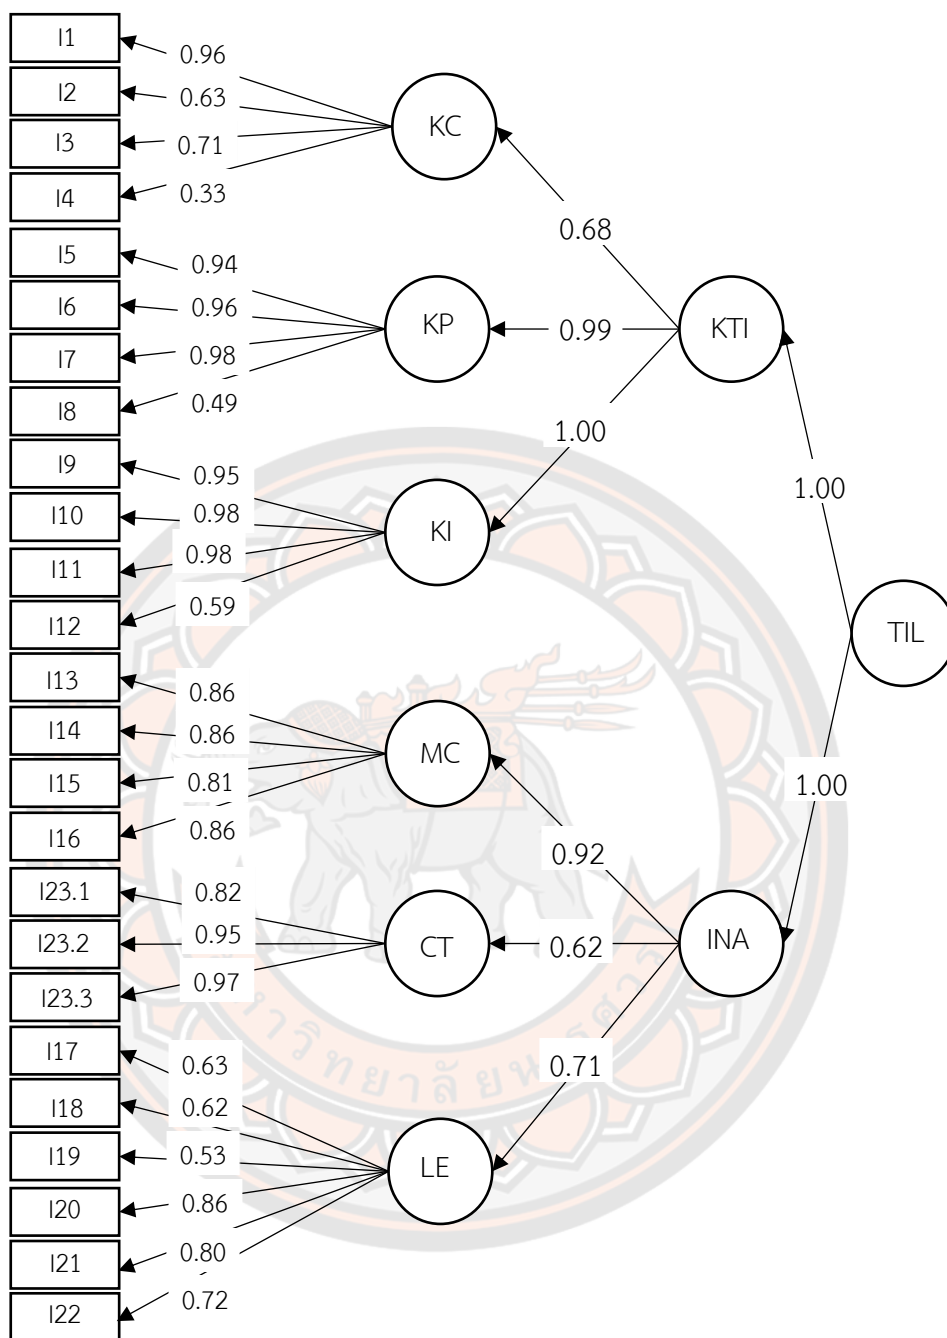 I1
0.96
I2
0.63
KC
I3
0.71
I4
0.33
0.68
I5
0.94
I6
0.96
KP
0.99
KTI
I7
0.98
I8
0.49
1.00
I9
0.95
1.00
I10
0.98
KI
I11
0.98
I12
0.59
TIL
I13
0.86
I14
0.86
MC
I15
0.81
1.00
I16
0.86
0.92
I23.1
0.82
I23.2
0.95
CT
0.62
INA
I23.3
0.97
I17
0.63
0.71
I18
0.62
I19
0.53
LE
I20
0.86
I21
0.80
I22
0.72